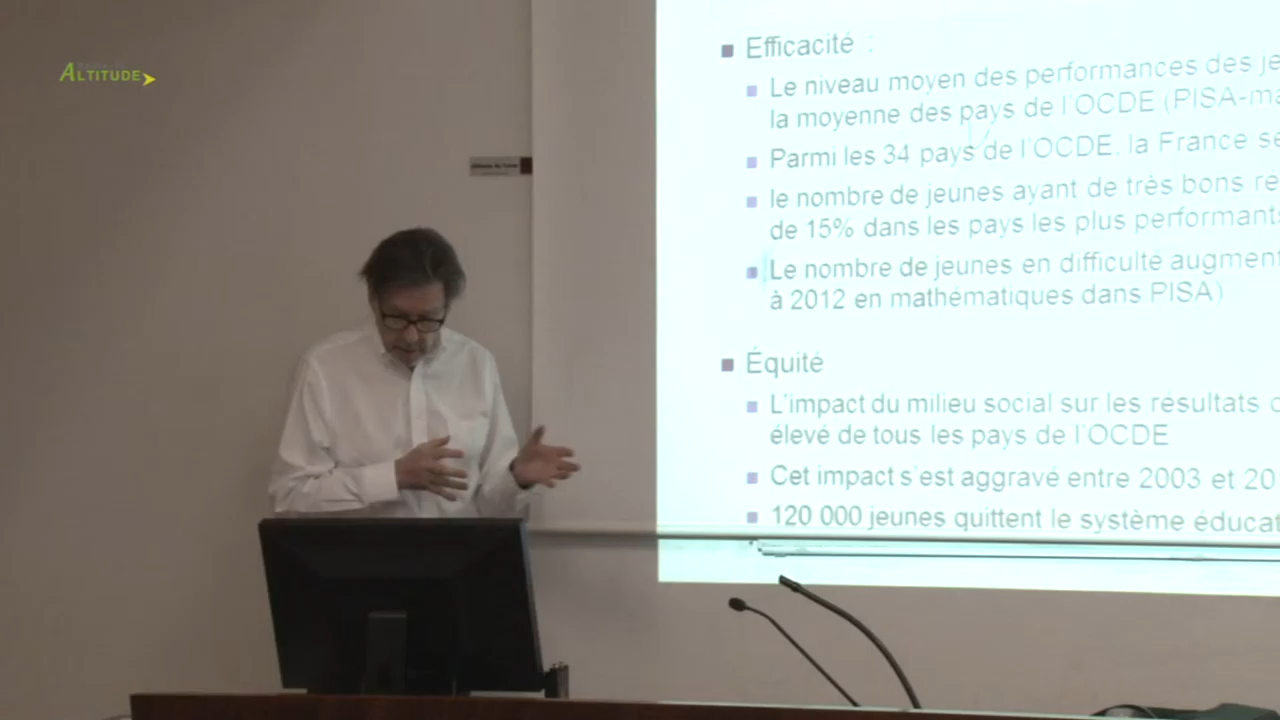 ALTITUDE
Efficacité :
Le niveau moyen des performances des je
la moyenne des pays de l'OCDE (PISA-ma
Parmi les 34 pays de l'OCDE, la France se
le nombre de jeunes ayant de très bons re
de 15% dans les pays les plus performants
Le nombre de jeunes en difficulté augment
à 2012 en mathématiques dans PISA)
Équité
L'impact du milieu social sur les résultats
élevé de tous les pays de l'OCDE
Cet impact s'est aggravé entre 2003 et 20
120 000 jeunes quittent le système éducat